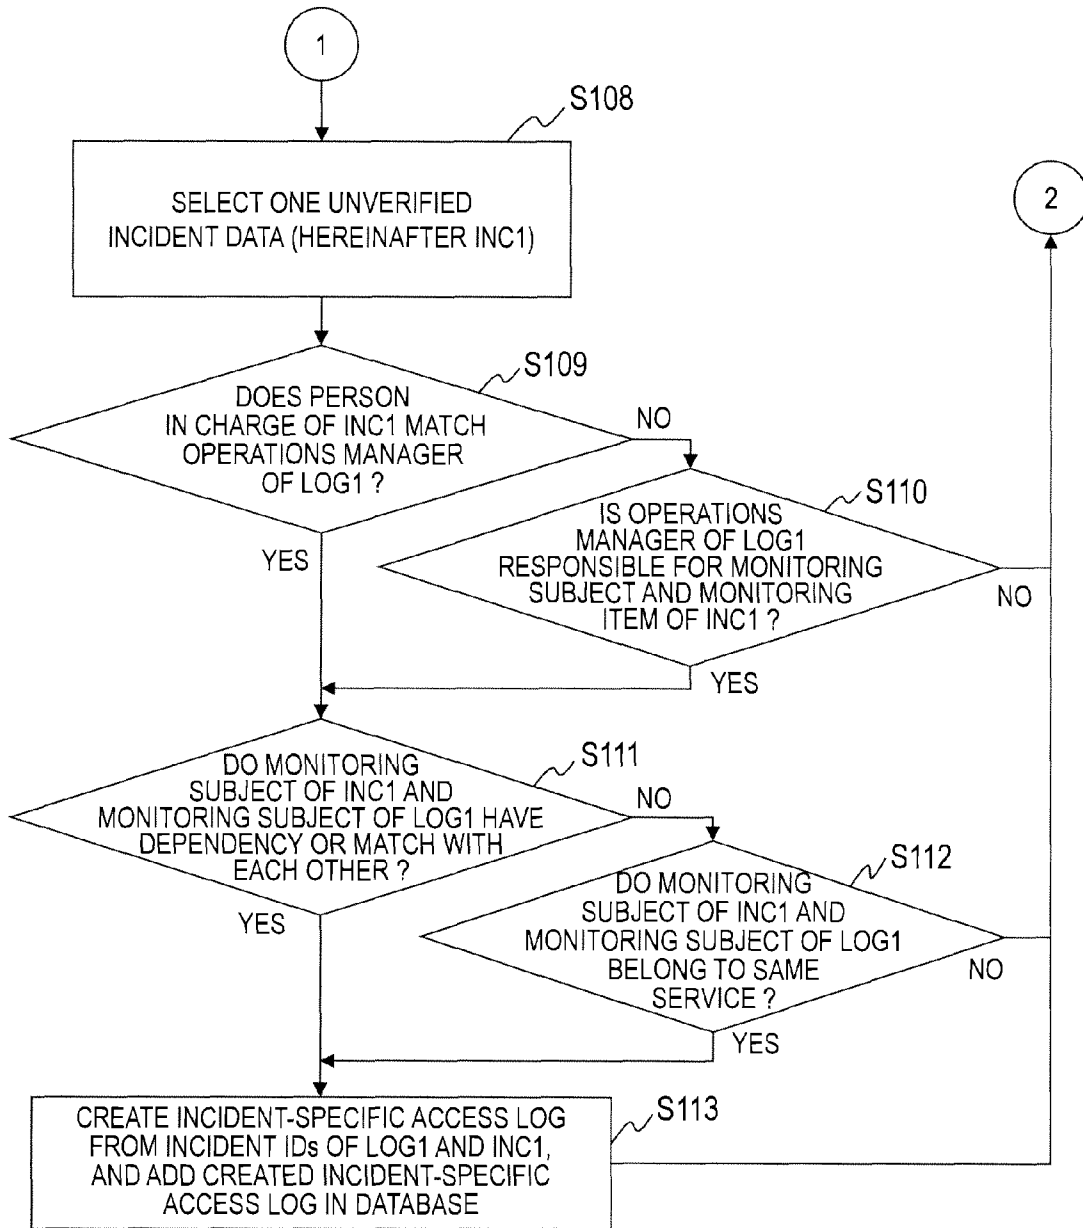 1
S108
SELECT ONE UNVERIFIED
INCIDENT DATA (HEREINAFTER INC1)
2
S109
DOES PERSON
IN CHARGE OF INC1 MATCH
OPERATIONS MANAGER
OF LOG1 ?
NO
YES
S110
IS OPERATIONS
MANAGER OF LOG1
RESPONSIBLE FOR MONITORING
SUBJECT AND MONITORING
ITEM OF INC1 ?
NO
YES
S111
DO MONITORING
SUBJECT OF INC1 AND
MONITORING SUBJECT OF LOG1 HAVE
DEPENDENCY OR MATCH WITH
EACH OTHER ?
NO
YES
S112
DO MONITORING
SUBJECT OF INC1 AND
MONITORING SUBJECT OF LOG1
BELONG TO SAME
SERVICE ?
NO
YES
S113
CREATE INCIDENT-SPECIFIC ACCESS LOG
FROM INCIDENT IDs OF LOG1 AND INC1,
AND ADD CREATED INCIDENT-SPECIFIC
ACCESS LOG IN DATABASE